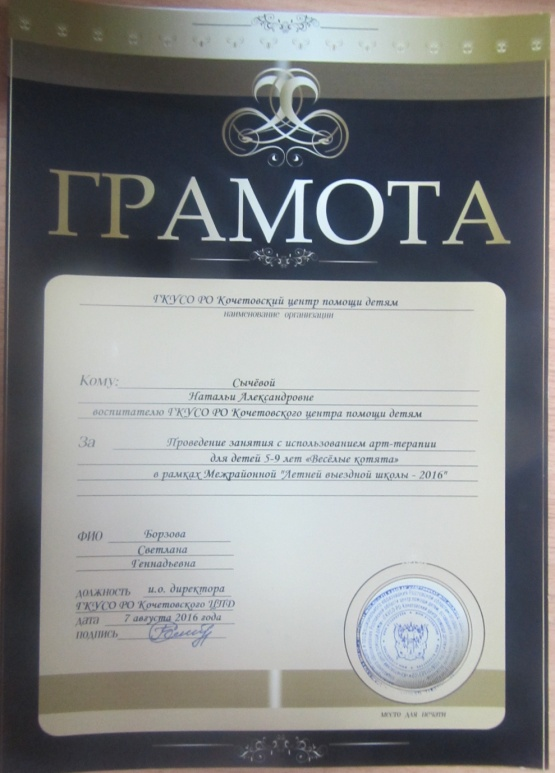 ГРАМОТА
ГКУСО РО Кочетовский центр помощи детям
наименование организации
Кому: Сычёвой
Натальи Александровне
воспитателю ГКУСО РО Кочетовского центра помощи детям
За Проведение занятия с использованием арт-терапии
для детей 5-9 лет «Весёлые котята»
в рамках Межрайонной "Летней выездной школы - 2016"
ФИО Борзова
Светлана
Геннадьевна
ДОЛЖНОСТЬ и.о. директора
ГКУСО РО Кочетовского ЦПД
ДАТА 7 августа 2016 года
ПОДПИСЬ
МЕСТО ДЛЯ ПЕЧАТИ